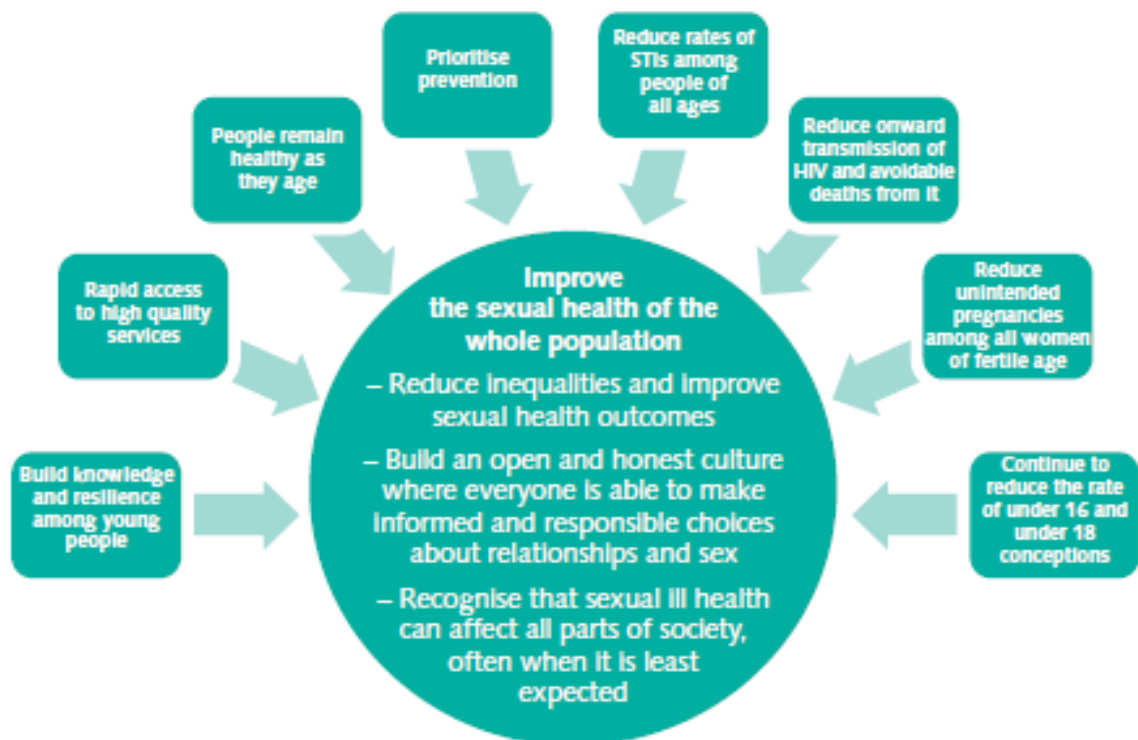 Build knowledge
and resilience
among young
people
Rapid access
to high quality
services
People remain
healthy as
they age
Prioritise
prevention
Reduce rates of
STIs among
people of
all ages
Reduce onward
transmission of
HIV and avoidable
deaths from it
Reduce
unintended
pregnancies
among all women
of fertile age
Continue to
reduce the rate
of under 16 and
under 18
conceptions
Improve
the sexual health of the
whole population
– Reduce inequalities and improve
sexual health outcomes
– Build an open and honest culture
where everyone is able to make
informed and responsible choices
about relationships and sex
– Recognise that sexual ill health
can affect all parts of society,
often when it is least
expected